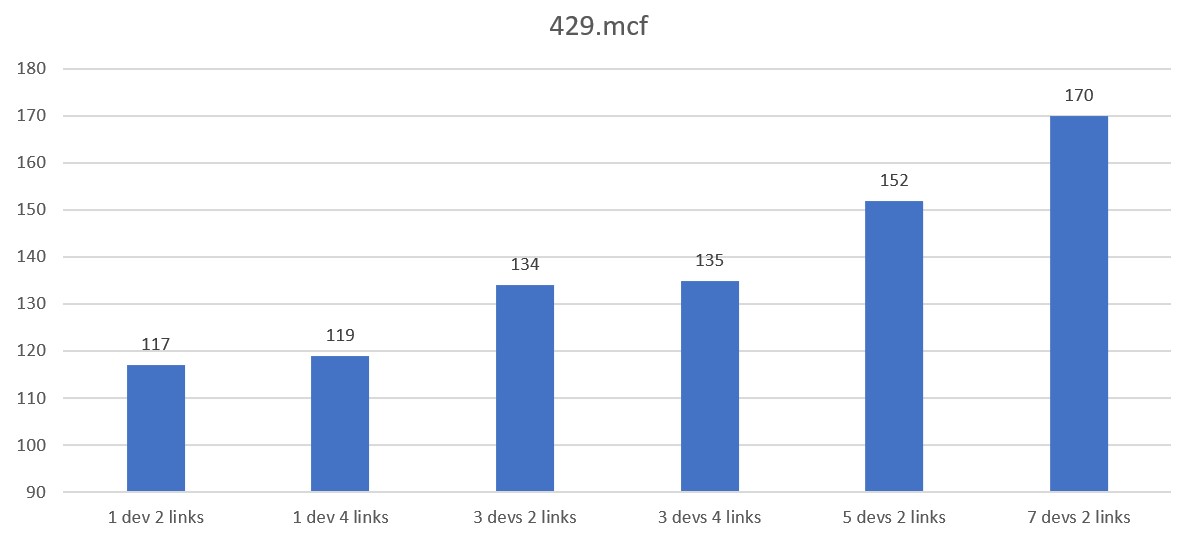 429.mcf
180
170
160
150
140
130
120
110
100
90
117
119
134
135
152
170
1 dev 2 links
1 dev 4 links
3 devs 2 links
3 devs 4 links
5 devs 2 links
7 devs 2 links